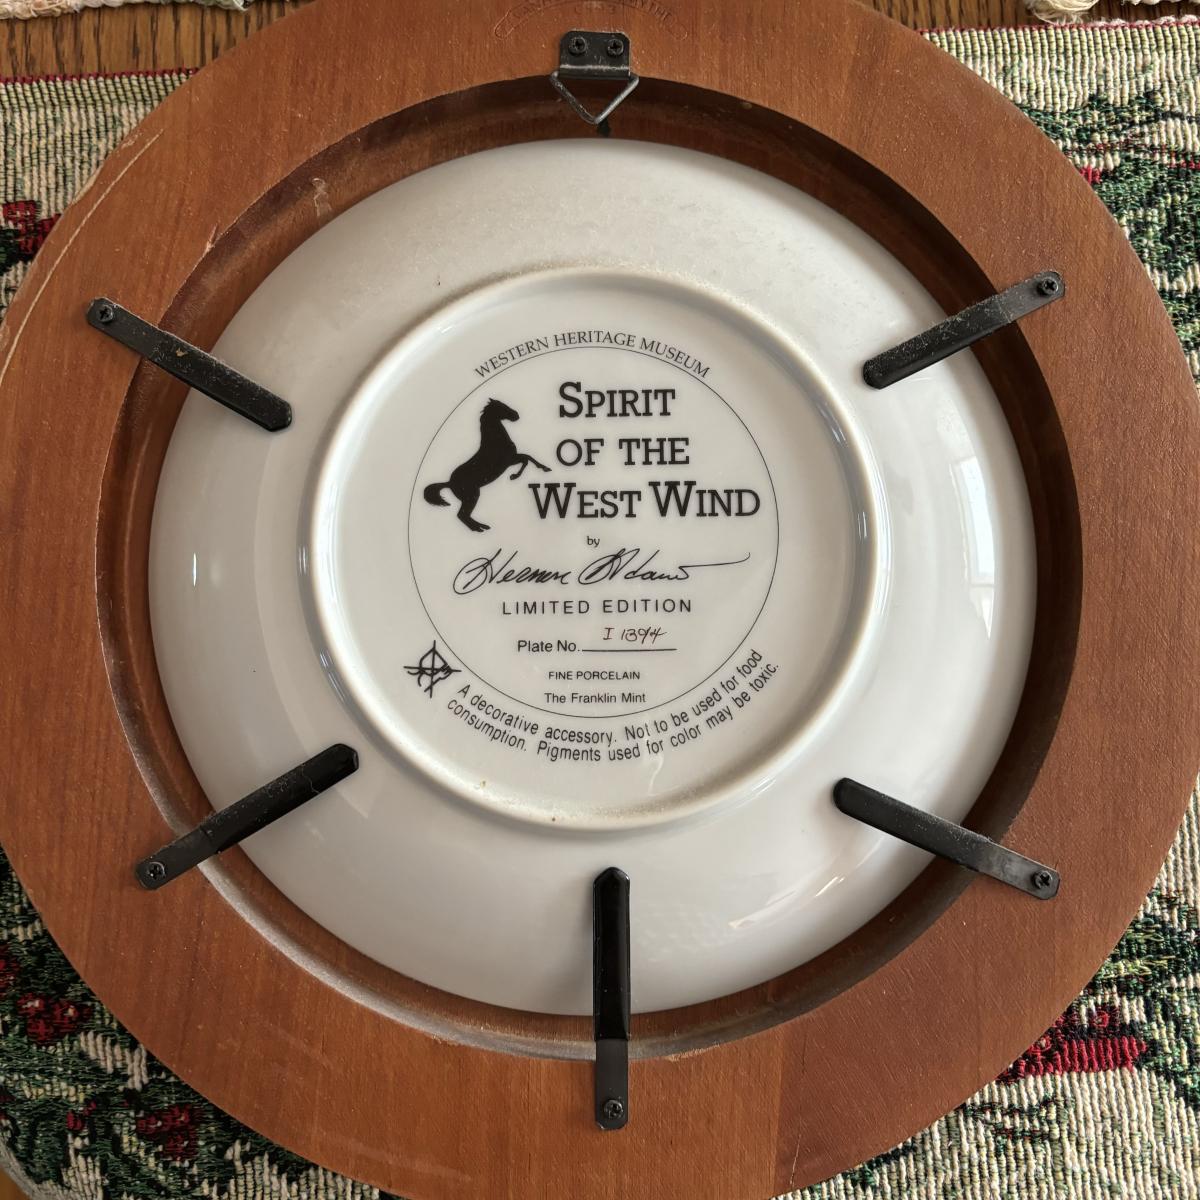 WESTERN HERITAGE MUSEUM
SPIRIT
OF THE
WEST WIND
by
LIMITED EDITION
Plate No. I 1394
FINE PORCELAIN
The Franklin Mint
A decorative accessory. Not to be used for food
consumption. Pigments used for color may be toxic.